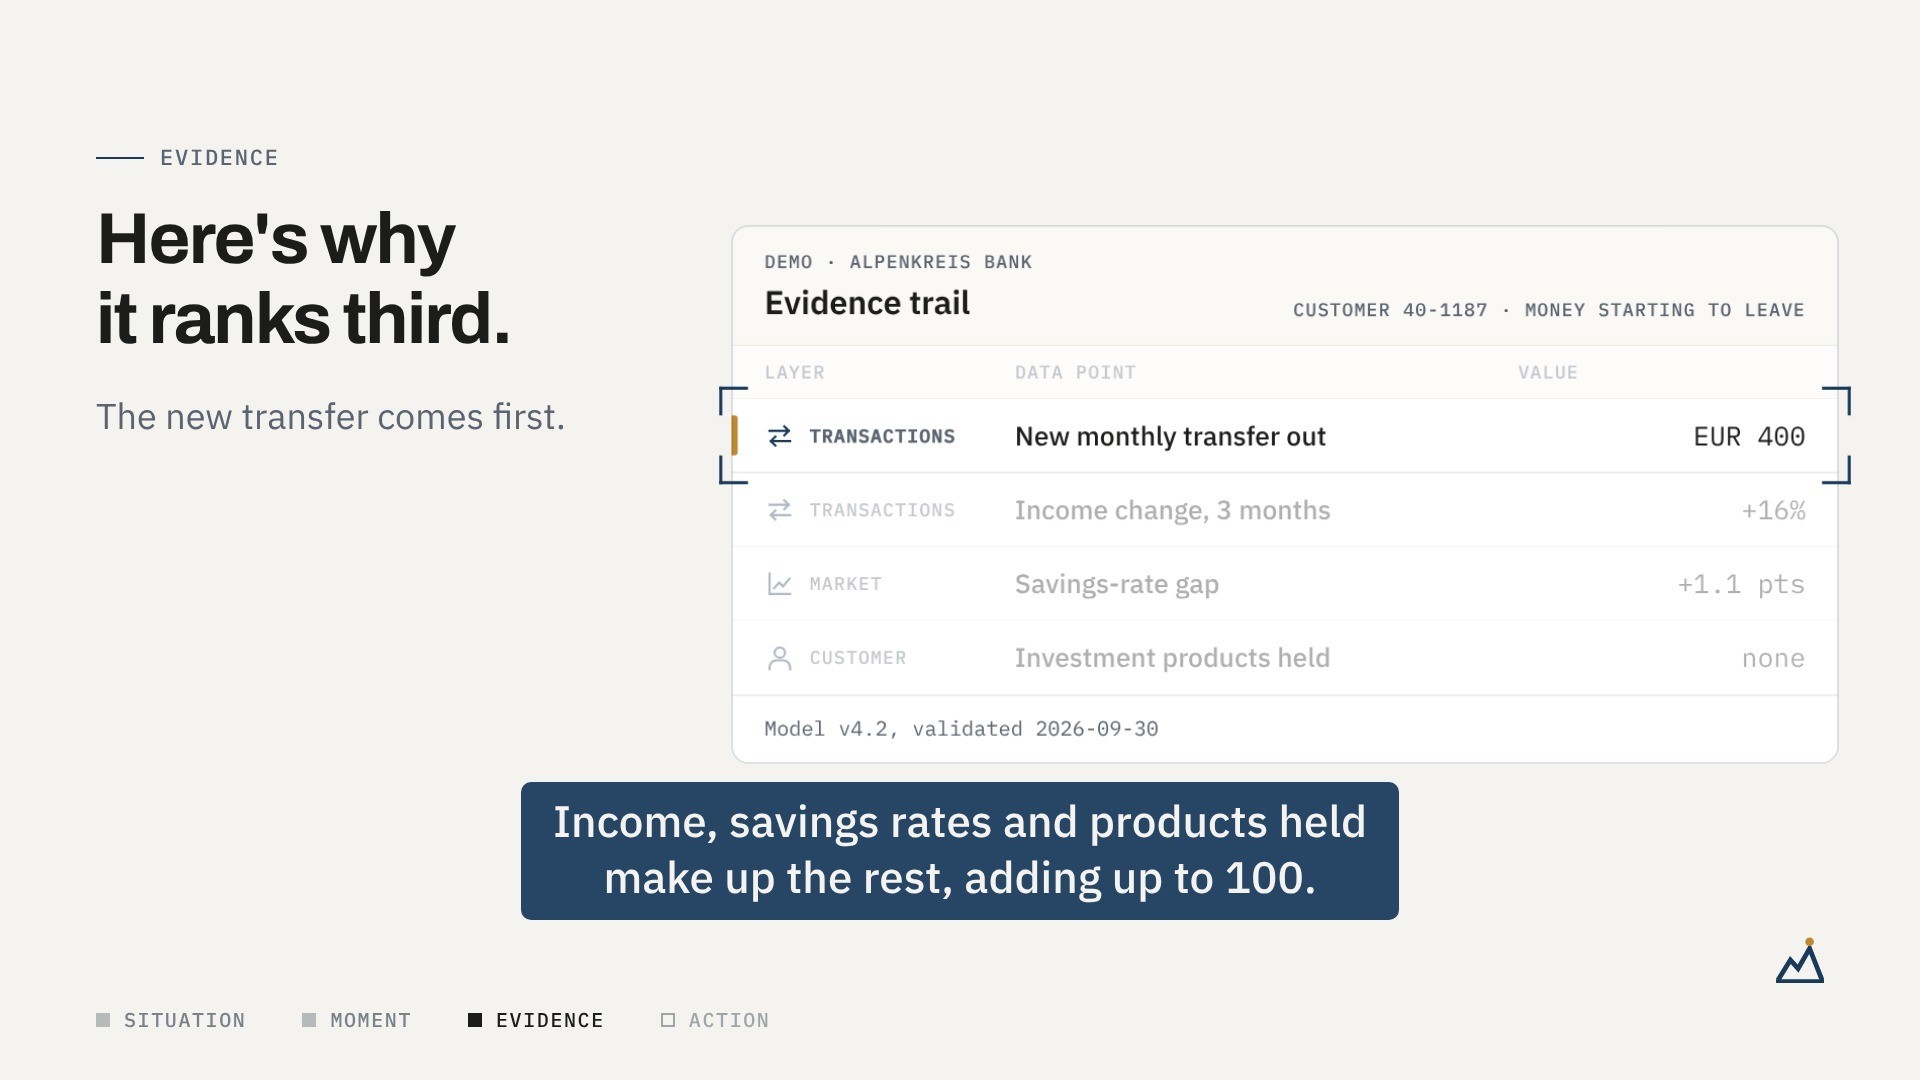 EVIDENCE
Here's why
it ranks third.
The new transfer comes first.
DEMO · ALPENKREIS BANK
Evidence trail
CUSTOMER 40-1187 · MONEY STARTING TO LEAVE
LAYER DATA POINT VALUE
TRANSACTIONS New monthly transfer out EUR 400
TRANSACTIONS Income change, 3 months +16%
MARKET Savings-rate gap +1.1 pts
CUSTOMER Investment products held none
Model v4.2, validated 2026-09-30
Income, savings rates and products held
make up the rest, adding up to 100.
SITUATION MOMENT EVIDENCE ACTION